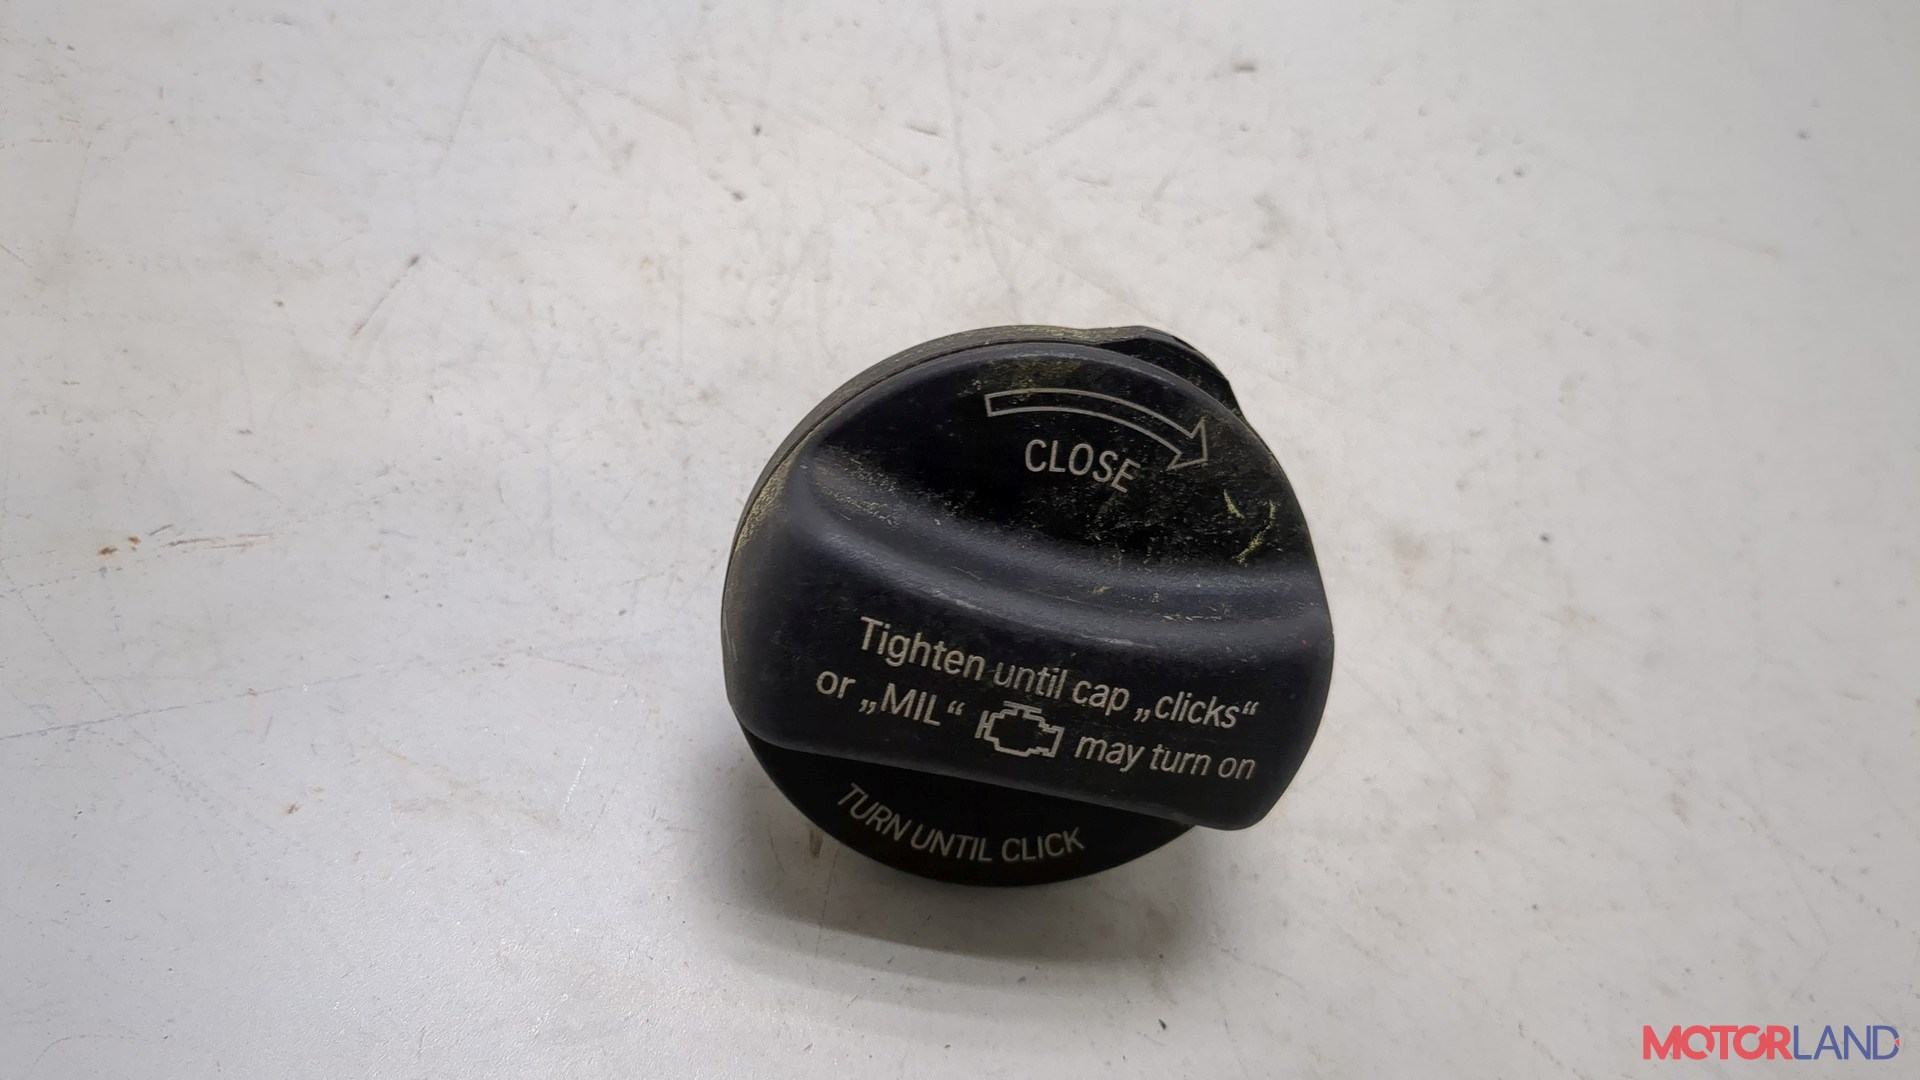 CLOSE
Tighten until cap „clicks“
or „MIL“ may turn on
TURN UNTIL CLICK
MOTORLAND